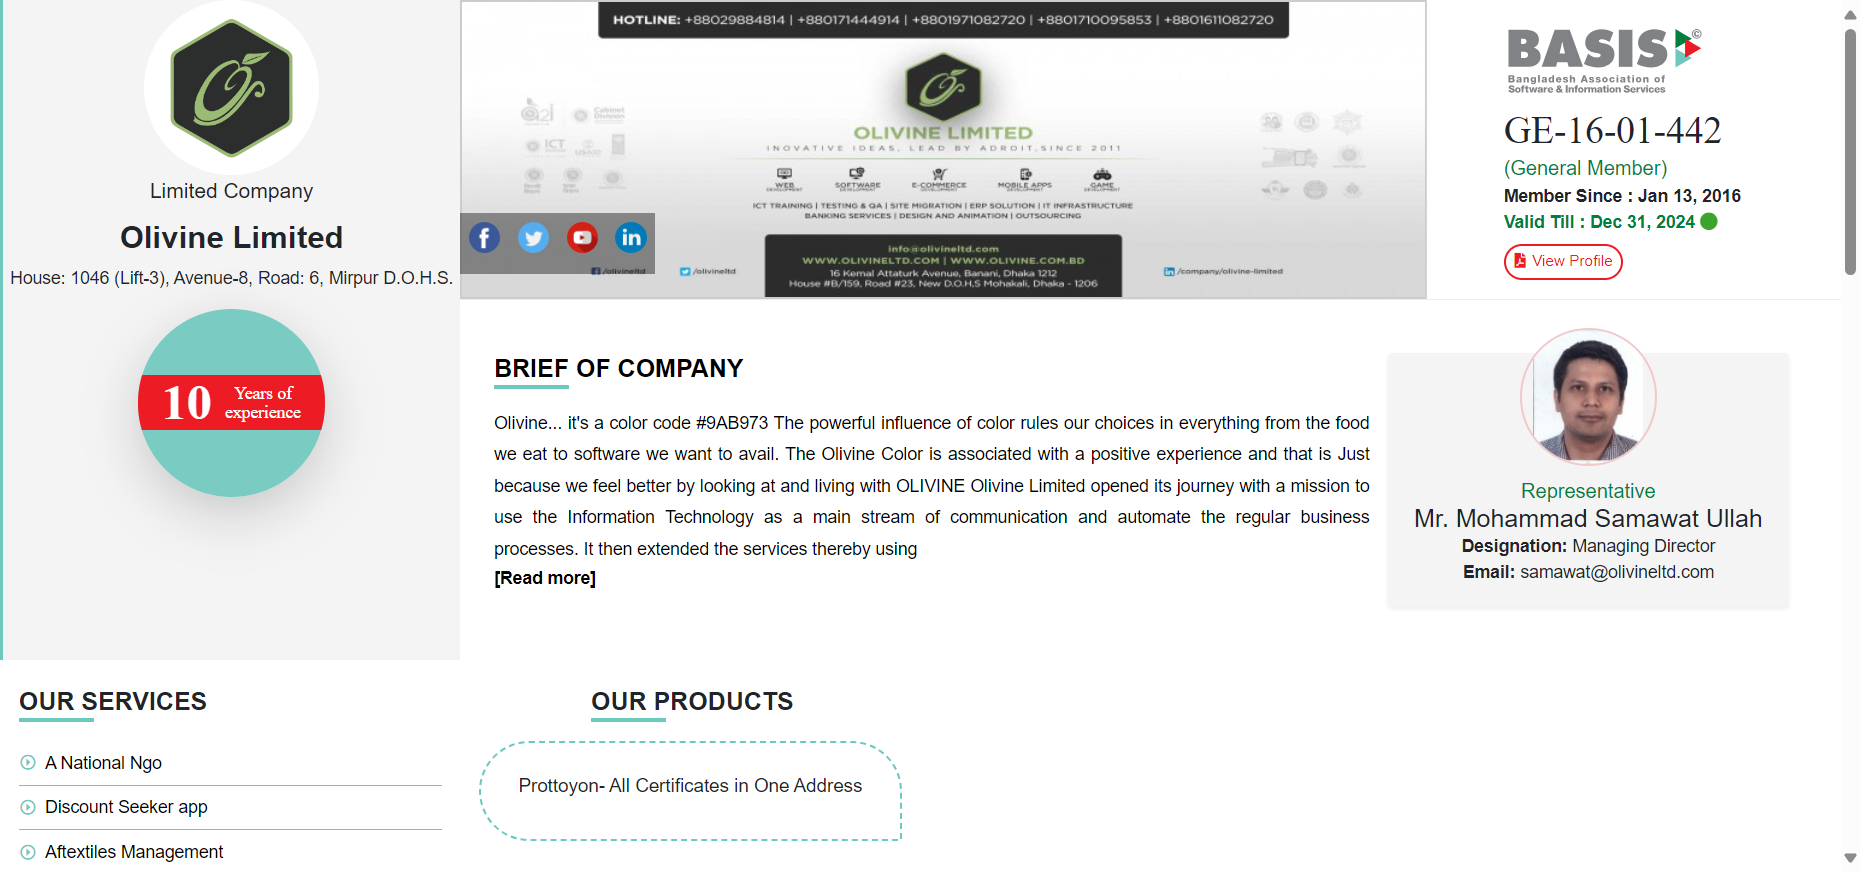 Limited Company
Olivine Limited
House: 1046 (Lift-3), Avenue-8, Road: 6, Mirpur D.O.H.S.
10
Years of
experience
HOTLINE: +88029884814 | +880171444914 | +8801971082720 | +8801710095853 | +8801611082720
a2i
Cabinet
Division
ICT
USAID
OLIVINE LIMITED
INOVATIVE IDEAS, LEAD BY ADROIT,SINCE 2011
WEB
DEVELOPMENT
SOFTWARE
DEVELOPMENT
E-COMMERCE
DEVELOPMENT
MOBILE APPS
DEVELOPMENT
GAME
DEVELOPMENT
ICT TRAINING | TESTING & QA | SITE MIGRATION | ERP SOLUTION | IT INFRASTRUCTURE
BANKING SERVICES | DESIGN AND ANIMATION | OUTSOURCING
info@olivineltd.com
WWW.OLIVINELTD.COM | WWW.OLIVINE.COM.BD
16 Kemal Attaturk Avenue, Banani, Dhaka 1212
House #B/159, Road #23, New D.O.H,S Mohakali, Dhaka - 1206
/olivineltd
/olivineltd
/company/olivine-limited
BASIS©
Bangladesh Association of
Software & Information Services
GE-16-01-442
(General Member)
Member Since : Jan 13, 2016
Valid Till : Dec 31, 2024
View Profile
BRIEF OF COMPANY
Olivine... it's a color code #9AB973 The powerful influence of color rules our choices in everything from the food
we eat to software we want to avail. The Olivine Color is associated with a positive experience and that is Just
because we feel better by looking at and living with OLIVINE Olivine Limited opened its journey with a mission to
use the Information Technology as a main stream of communication and automate the regular business
processes. It then extended the services thereby using
[Read more]
Representative
Mr. Mohammad Samawat Ullah
Designation: Managing Director
Email: samawat@olivineltd.com
OUR SERVICES
A National Ngo
Discount Seeker app
Aftextiles Management
OUR PRODUCTS
Prottoyon- All Certificates in One Address